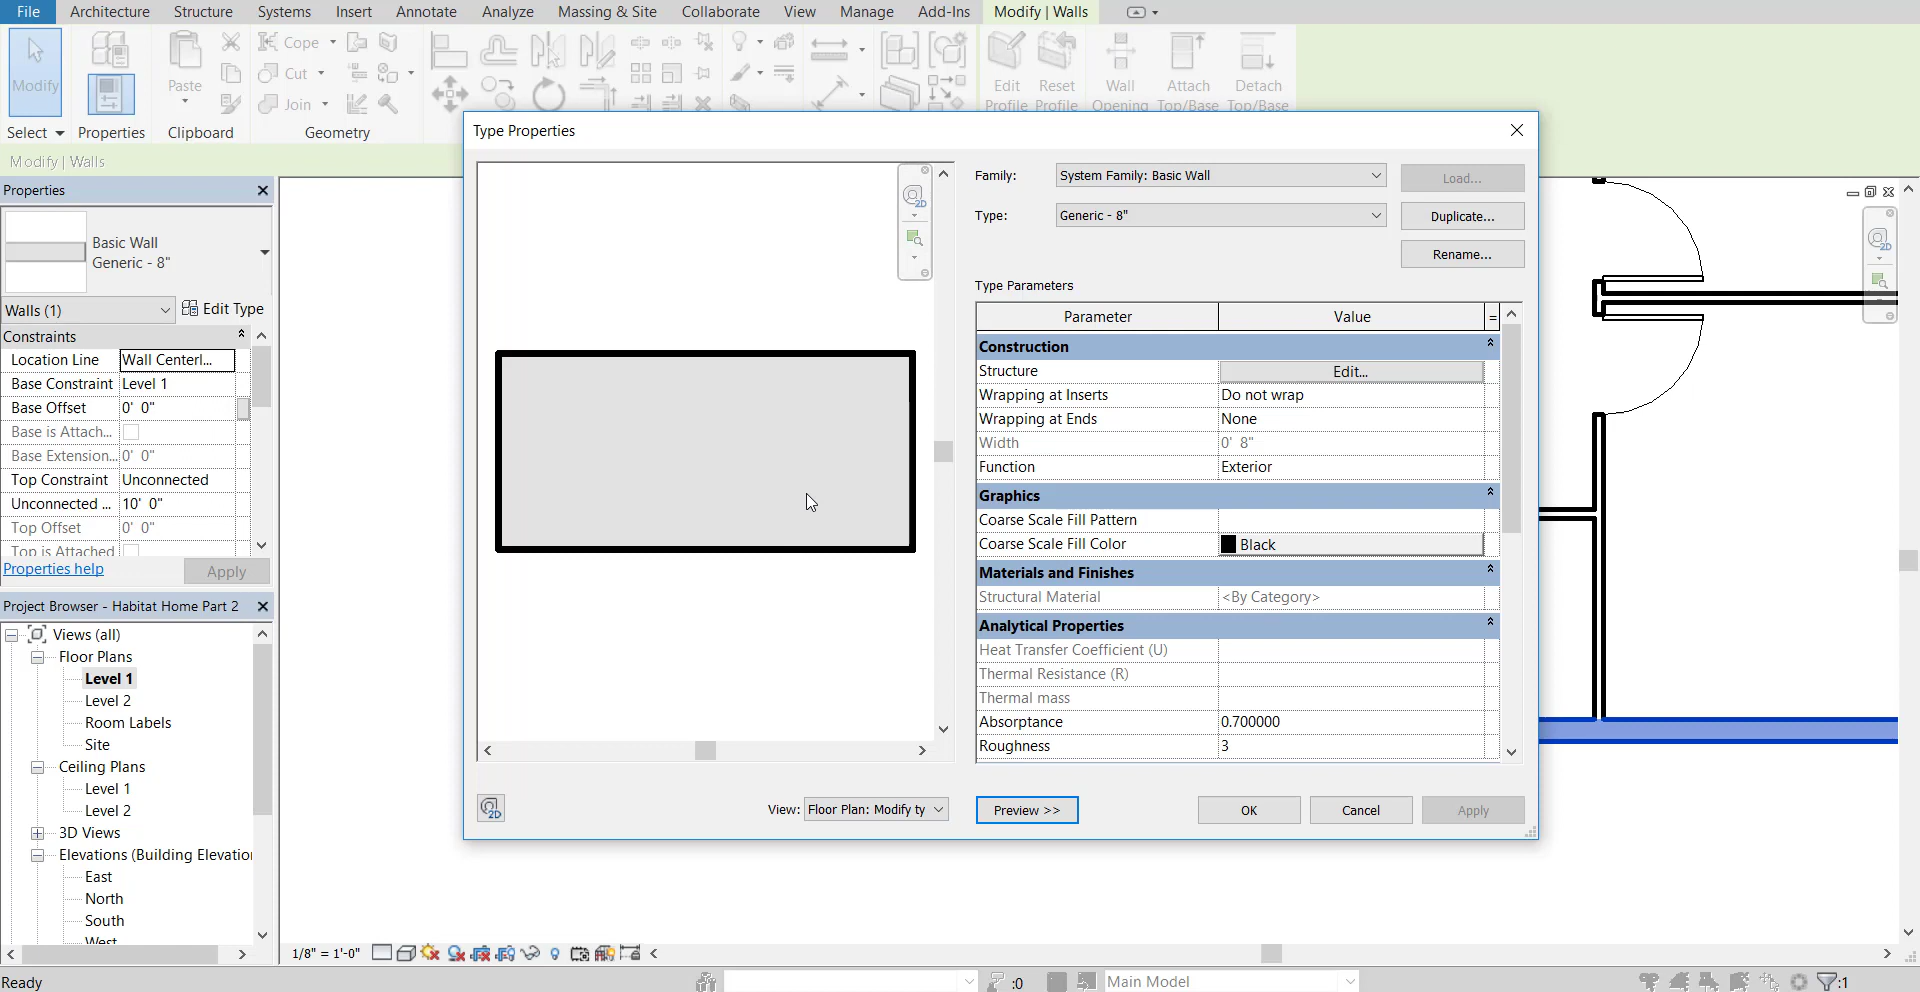 File Architecture Structure Systems Insert Annotate Analyze Massing & Site Collaborate View Manage Add-Ins Modify | Walls
Modify
Paste
Cope
Cut
Join
Edit Profile
Reset Profile
Wall Opening
Attach Top/Base
Detach Top/Base
Select Properties Clipboard Geometry
Modify | Walls
Properties
Basic Wall
Generic - 8"
Walls (1) Edit Type
Constraints
Location Line Wall Centerl...
Base Constraint Level 1
Base Offset 0' 0"
Base is Attach...
Base Extension... 0' 0"
Top Constraint Unconnected
Unconnected ... 10' 0"
Top Offset 0' 0"
Top is Attached
Properties help Apply
Project Browser - Habitat Home Part 2
Views (all)
Floor Plans
Level 1
Level 2
Room Labels
Site
Ceiling Plans
Level 1
Level 2
3D Views
Elevations (Building Elevatio
East
North
South
West
Type Properties
2D
Family: System Family: Basic Wall Load...
Type: Generic - 8" Duplicate...
Rename...
Type Parameters
Parameter Value =
Construction
Structure Edit...
Wrapping at Inserts Do not wrap
Wrapping at Ends None
Width 0' 8"
Function Exterior
Graphics
Coarse Scale Fill Pattern
Coarse Scale Fill Color Black
Materials and Finishes
Structural Material <By Category>
Analytical Properties
Heat Transfer Coefficient (U)
Thermal Resistance (R)
Thermal mass
Absorptance 0.700000
Roughness 3
2D View: Floor Plan: Modify ty Preview >> OK Cancel Apply
2D
1/8" = 1'-0"
Ready :0 Main Model :1